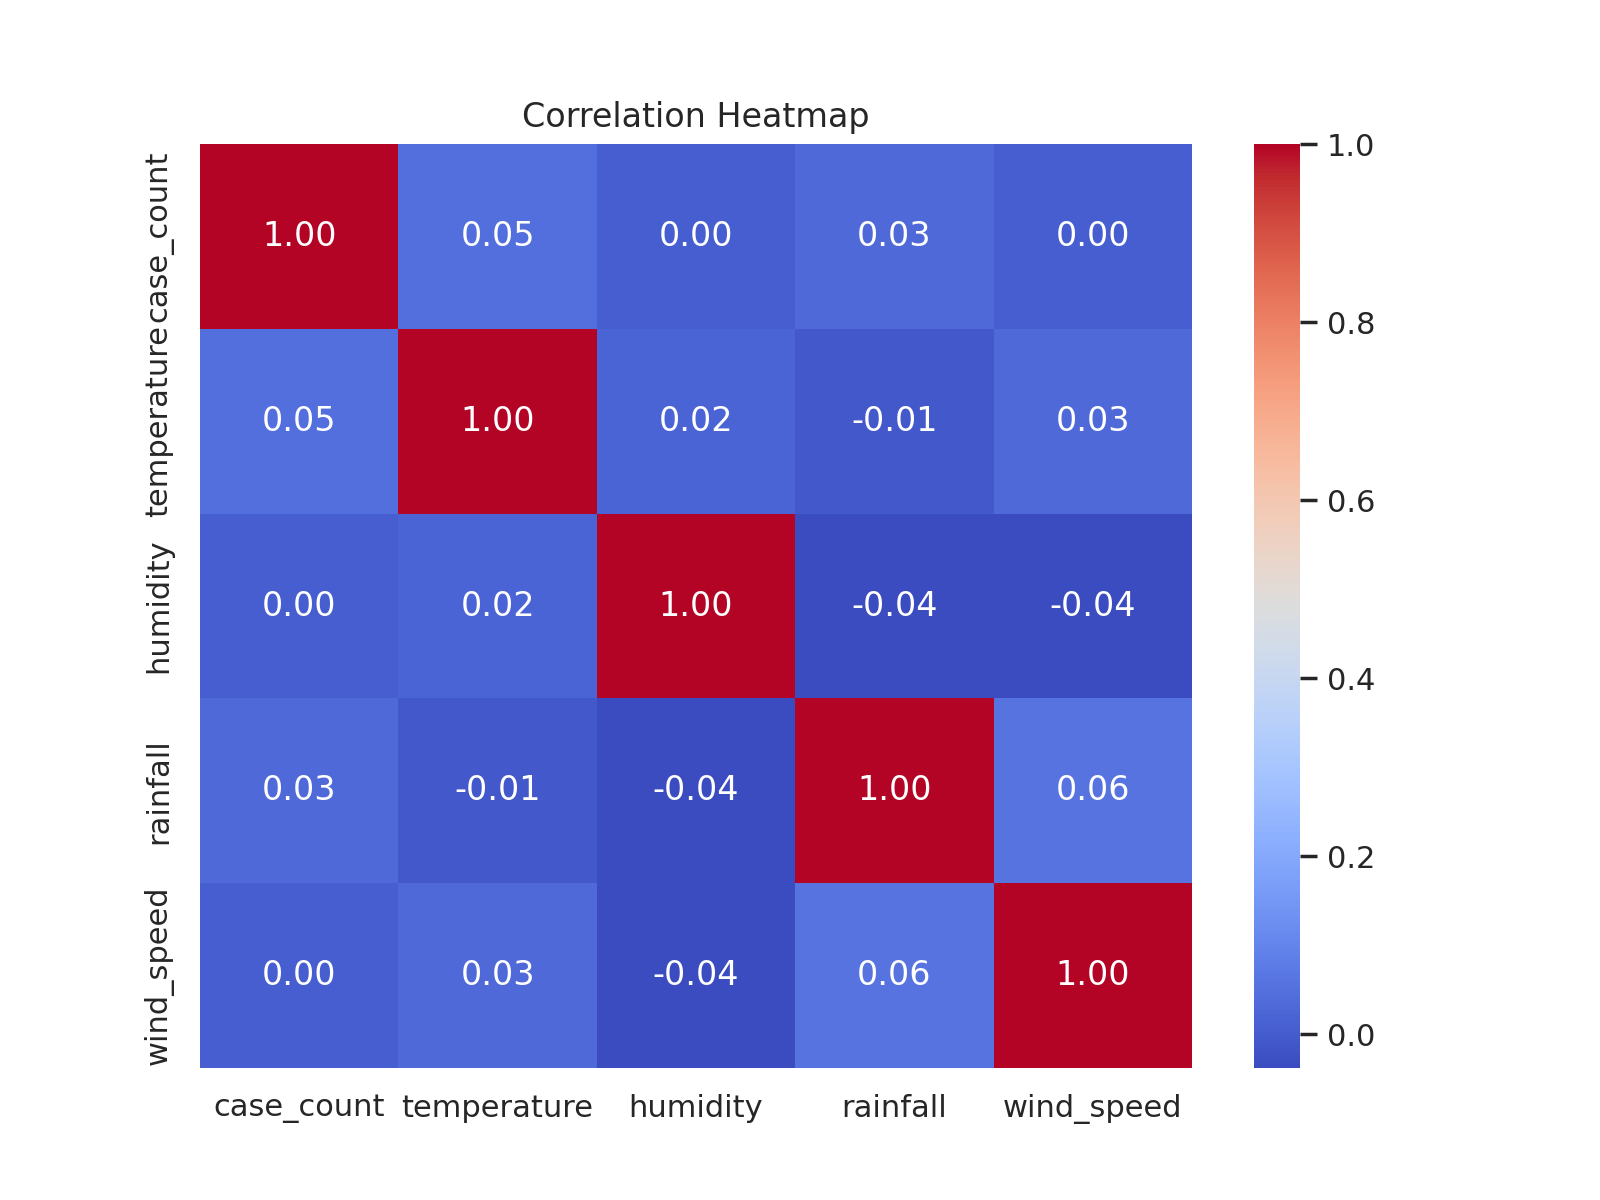 Correlation Heatmap
case_count 1.00 0.05 0.00 0.03 0.00
temperature 0.05 1.00 0.02 -0.01 0.03
humidity 0.00 0.02 1.00 -0.04 -0.04
rainfall 0.03 -0.01 -0.04 1.00 0.06
wind_speed 0.00 0.03 -0.04 0.06 1.00
case_count temperature humidity rainfall wind_speed
1.0
0.8
0.6
0.4
0.2
0.0